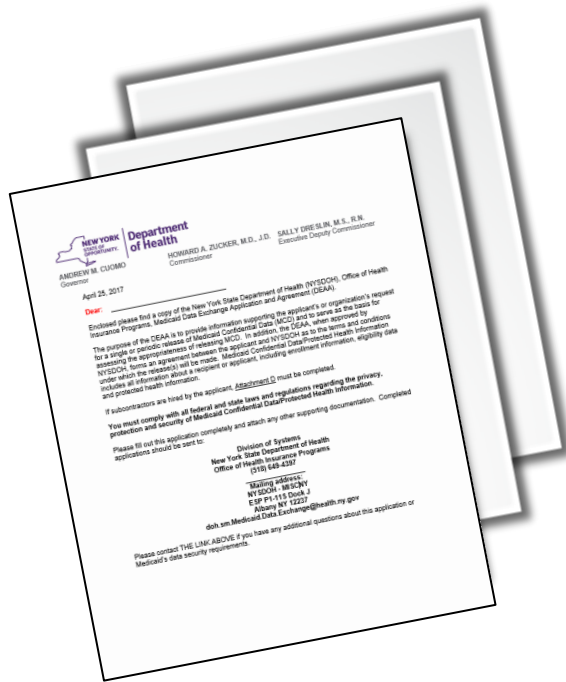 NEW YORK
STATE OF
OPPORTUNITY.
Department
of Health
ANDREW M. CUOMO
Governor
HOWARD A. ZUCKER, M.D., J.D.
Commissioner
SALLY DRESLIN, M.S., R.N.
Executive Deputy Commissioner
April 25, 2017
Dear:
Enclosed please find a copy of the New York State Department of Health (NYSDOH), Office of Health
Insurance Programs, Medicaid Data Exchange Application and Agreement (DEAA).
The purpose of the DEAA is to provide information supporting the applicant's or organization's request
for a single or periodic release of Medicaid Confidential Data (MCD) and to serve as the basis for
assessing the appropriateness of releasing MCD. In addition, the DEAA, when approved by
NYSDOH, forms an agreement between the applicant and NYSDOH as to the terms and conditions
under which the release(s) will be made. Medicaid Confidential Data/Protected Health Information
includes all information about a recipient or applicant, including enrollment information, eligibility data
and protected health information.
If subcontractors are hired by the applicant, Attachment D must be completed.
You must comply with all federal and state laws and regulations regarding the privacy,
protection and security of Medicaid Confidential Data/Protected Health Information.
Please fill out this application completely and attach any other supporting documentation. Completed
applications should be sent to:
Division of Systems
New York State Department of Health
Office of Health Insurance Programs
(518) 649-4397
Mailing address:
NYSDOH - MISCNY
ESP P1-11S Dock J
Albany NY 12237
doh.sm.Medicaid.Data.Exchange@health.ny.gov
Please contact THE LINK ABOVE if you have any additional questions about this application or
Medicaid's data security requirements.